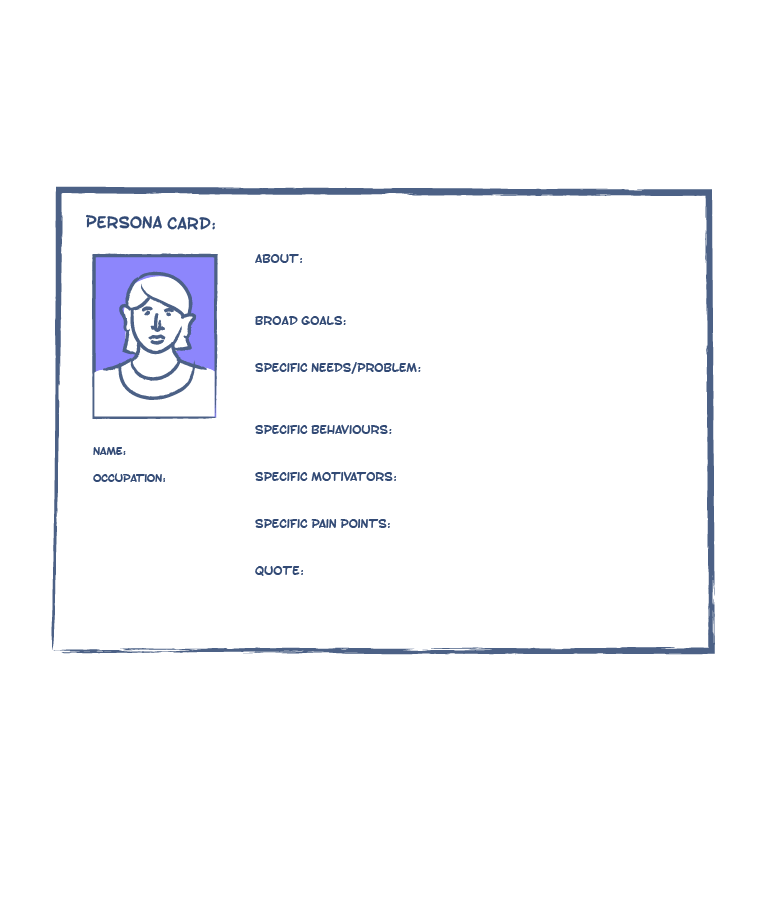 PERSONA CARD:
NAME:
OCCUPATION:
ABOUT:
BROAD GOALS:
SPECIFIC NEEDS/PROBLEM:
SPECIFIC BEHAVIOURS:
SPECIFIC MOTIVATORS:
SPECIFIC PAIN POINTS:
QUOTE: